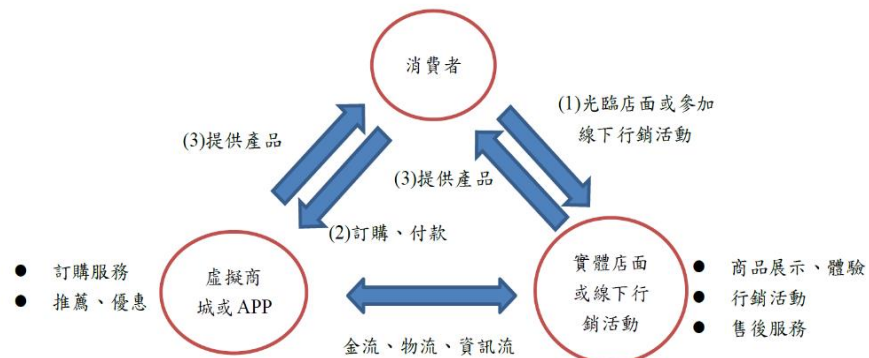 消費者
(1)光臨店面或參加
線下行銷活動
(3)提供產品
(3)提供產品
(2)訂購、付款
● 訂購服務
● 推薦、優惠
虛擬商
城或 APP
實體店面
或線下行
銷活動
● 商品展示、體驗
● 行銷活動
● 售後服務
金流、物流、資訊流